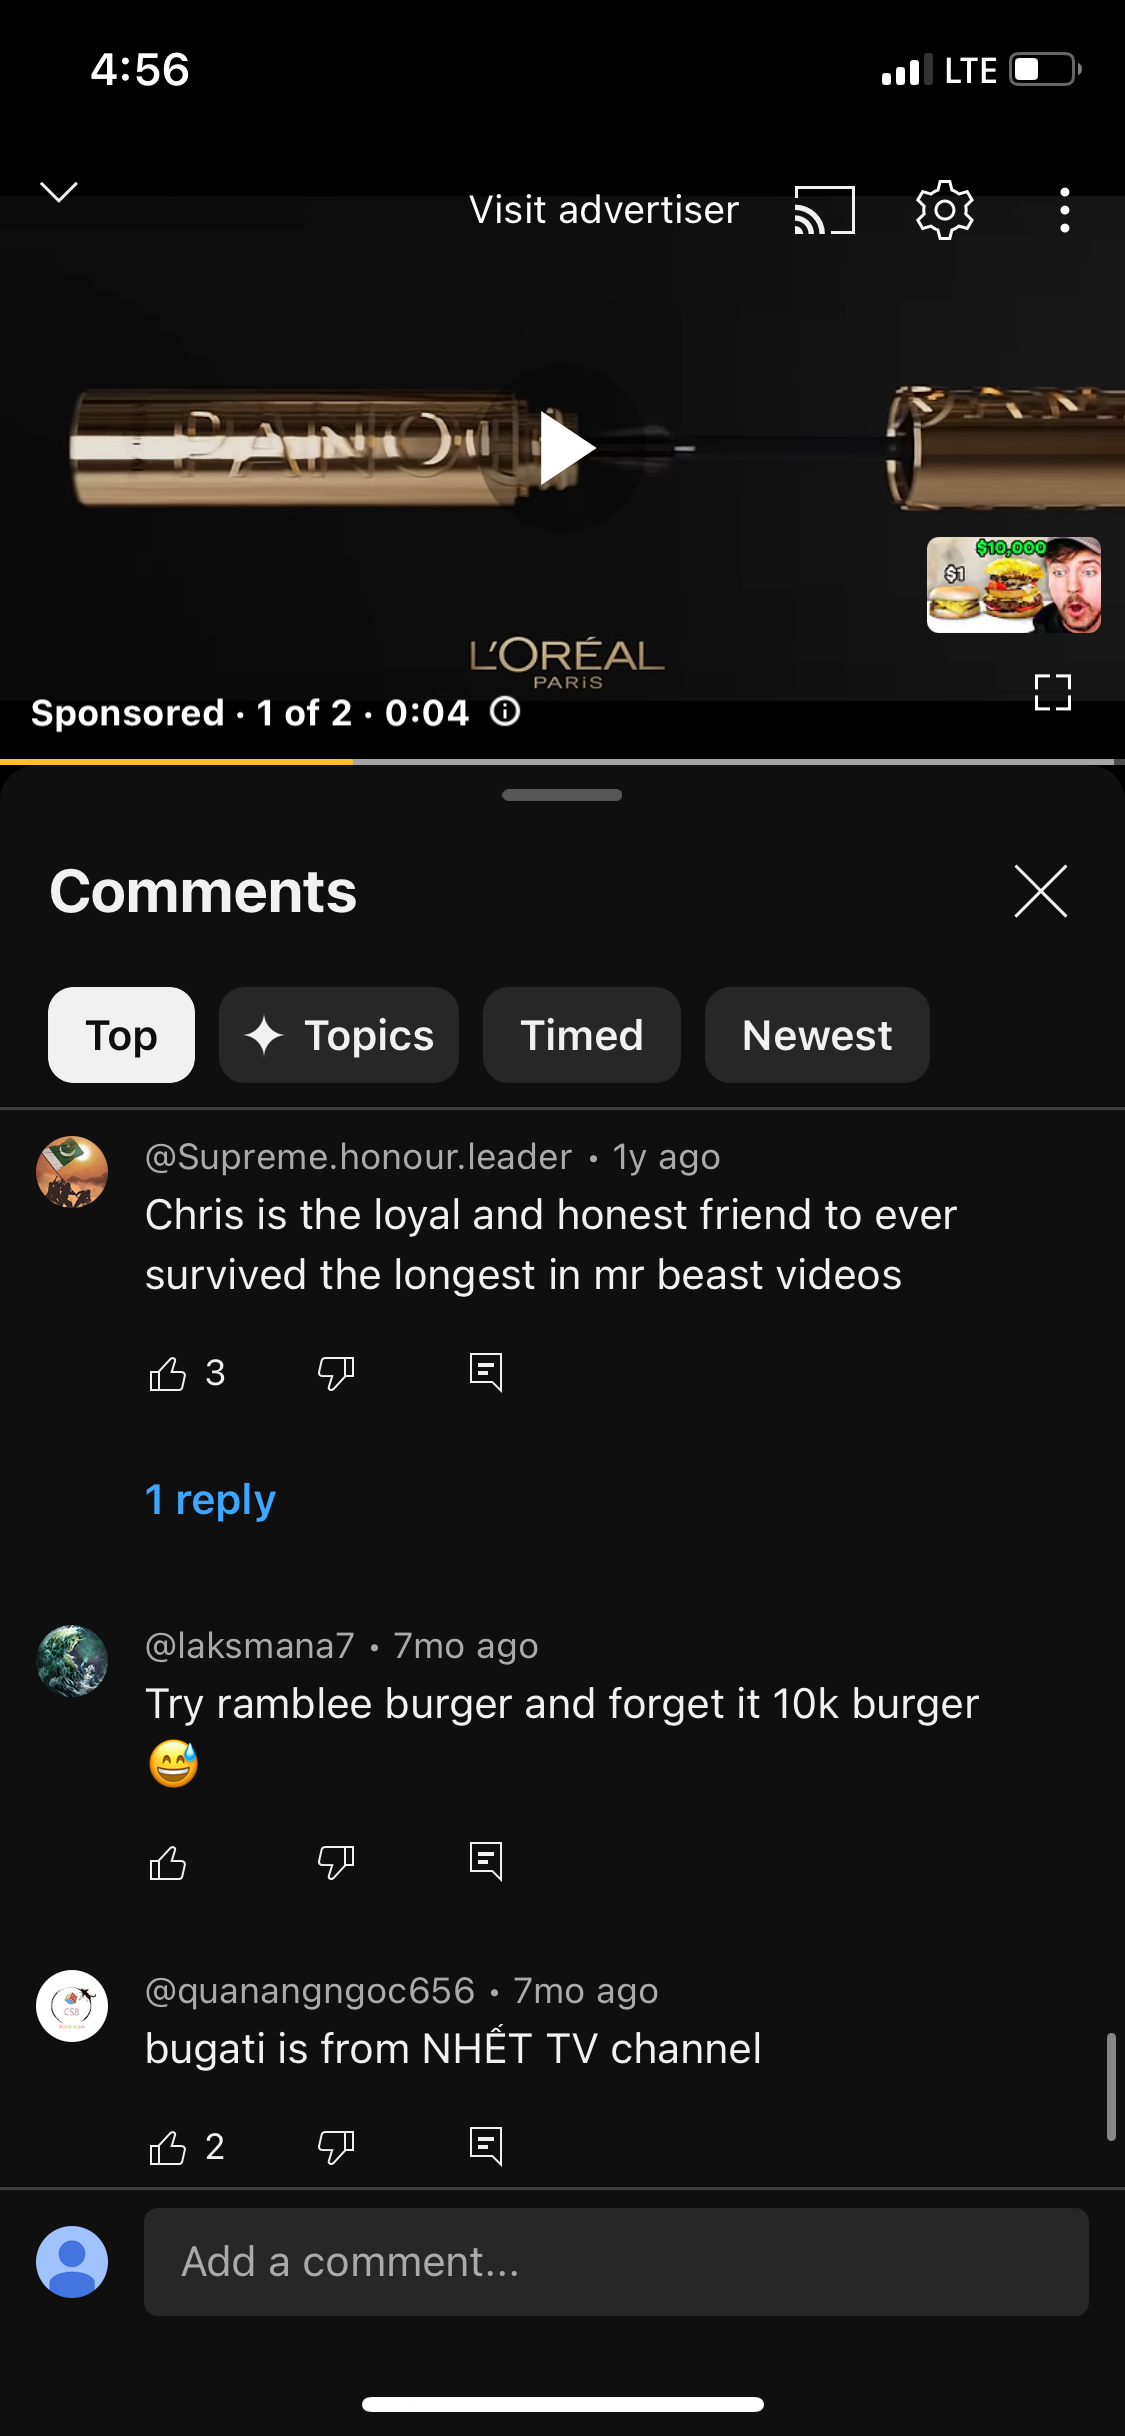 4:56
LTE
Visit advertiser
PANO
PAN
$10,000
$1
L'ORÉAL
PARIS
Sponsored · 1 of 2 · 0:04
Comments
Top
Topics
Timed
Newest
@Supreme.honour.leader · 1y ago
Chris is the loyal and honest friend to ever
survived the longest in mr beast videos
3
1 reply
@laksmana7 · 7mo ago
Try ramblee burger and forget it 10k burger
😅
CS8
@quanangngoc656 · 7mo ago
bugati is from NHẾT TV channel
2
Add a comment...